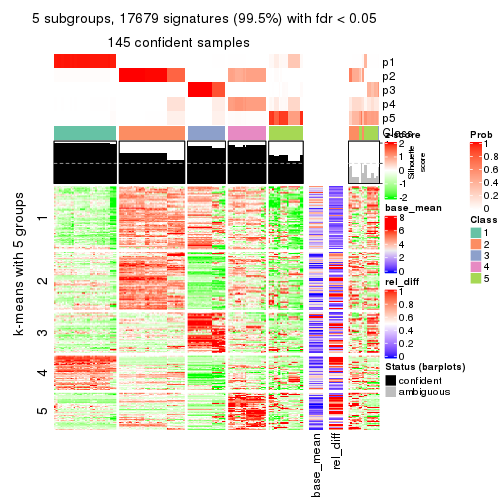 5 subgroups, 17679 signatures (99.5%) with fdr < 0.05
145 confident samples
p1
p2
p3
p4
p5
Class
Silhouette
score
k-means with 5 groups
1
2
3
4
5
base_mean
rel_diff
z-score
2
1
0
-1
-2
base_mean
8
6
4
2
0
rel_diff
1
0.8
0.6
0.4
0.2
0
Status (barplots)
confident
ambiguous
Prob
1
0.8
0.6
0.4
0.2
0
Class
1
2
3
4
5